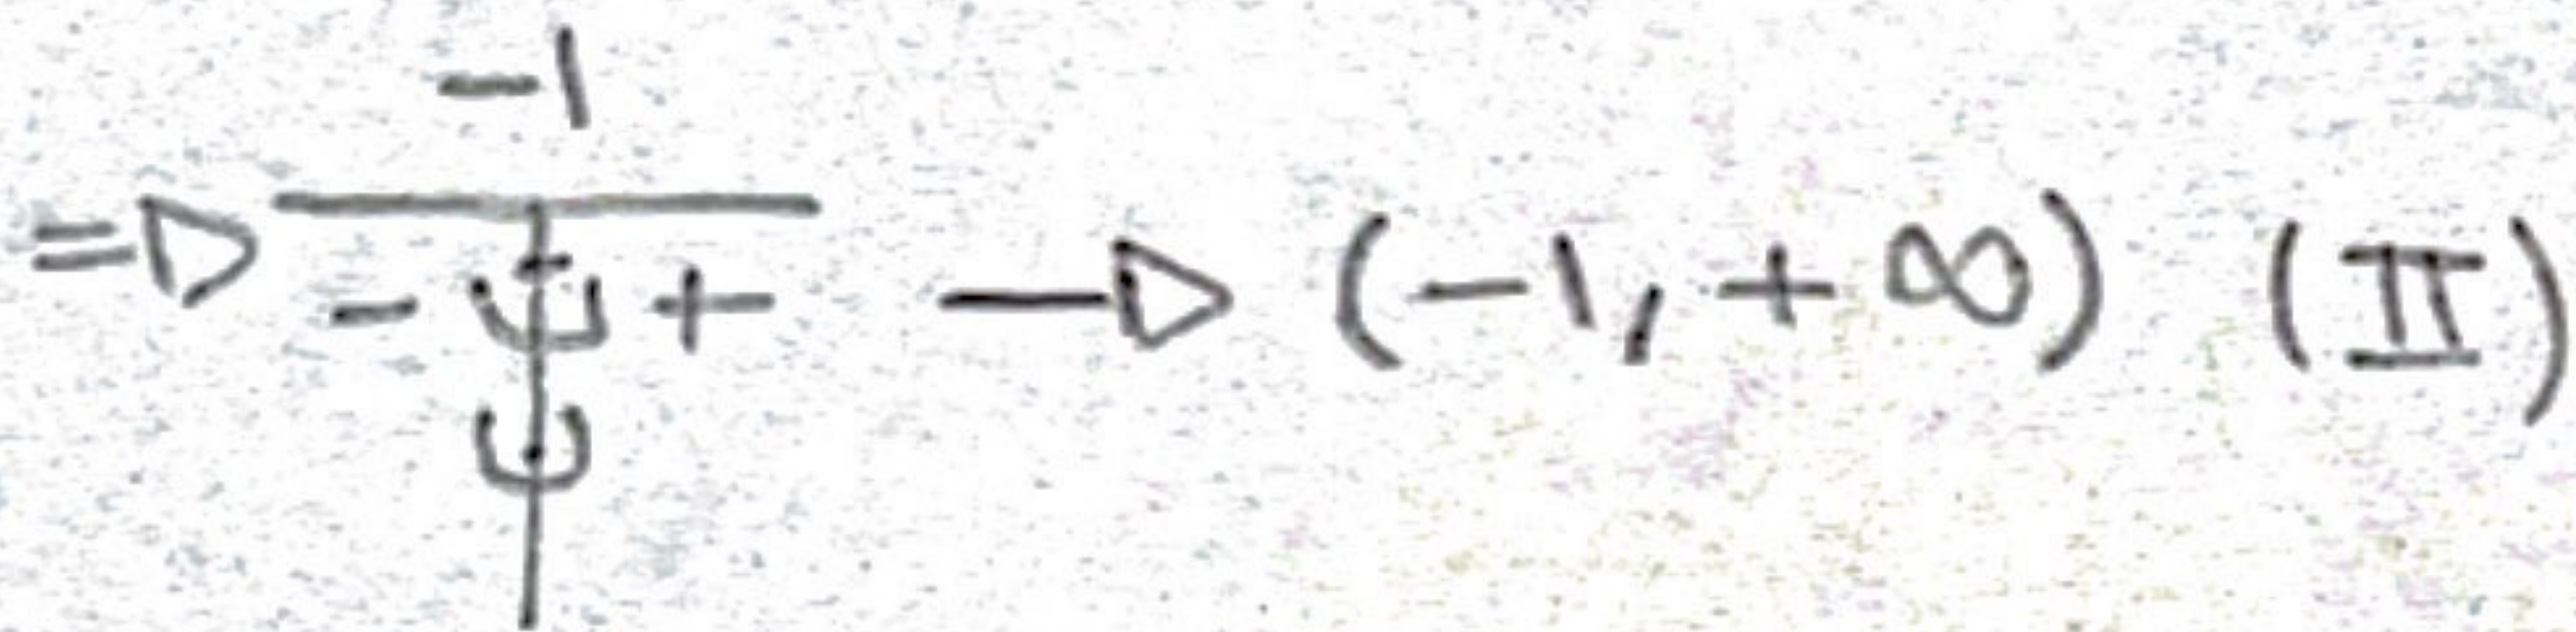 -1
=> - + → (-1, +∞) (II)